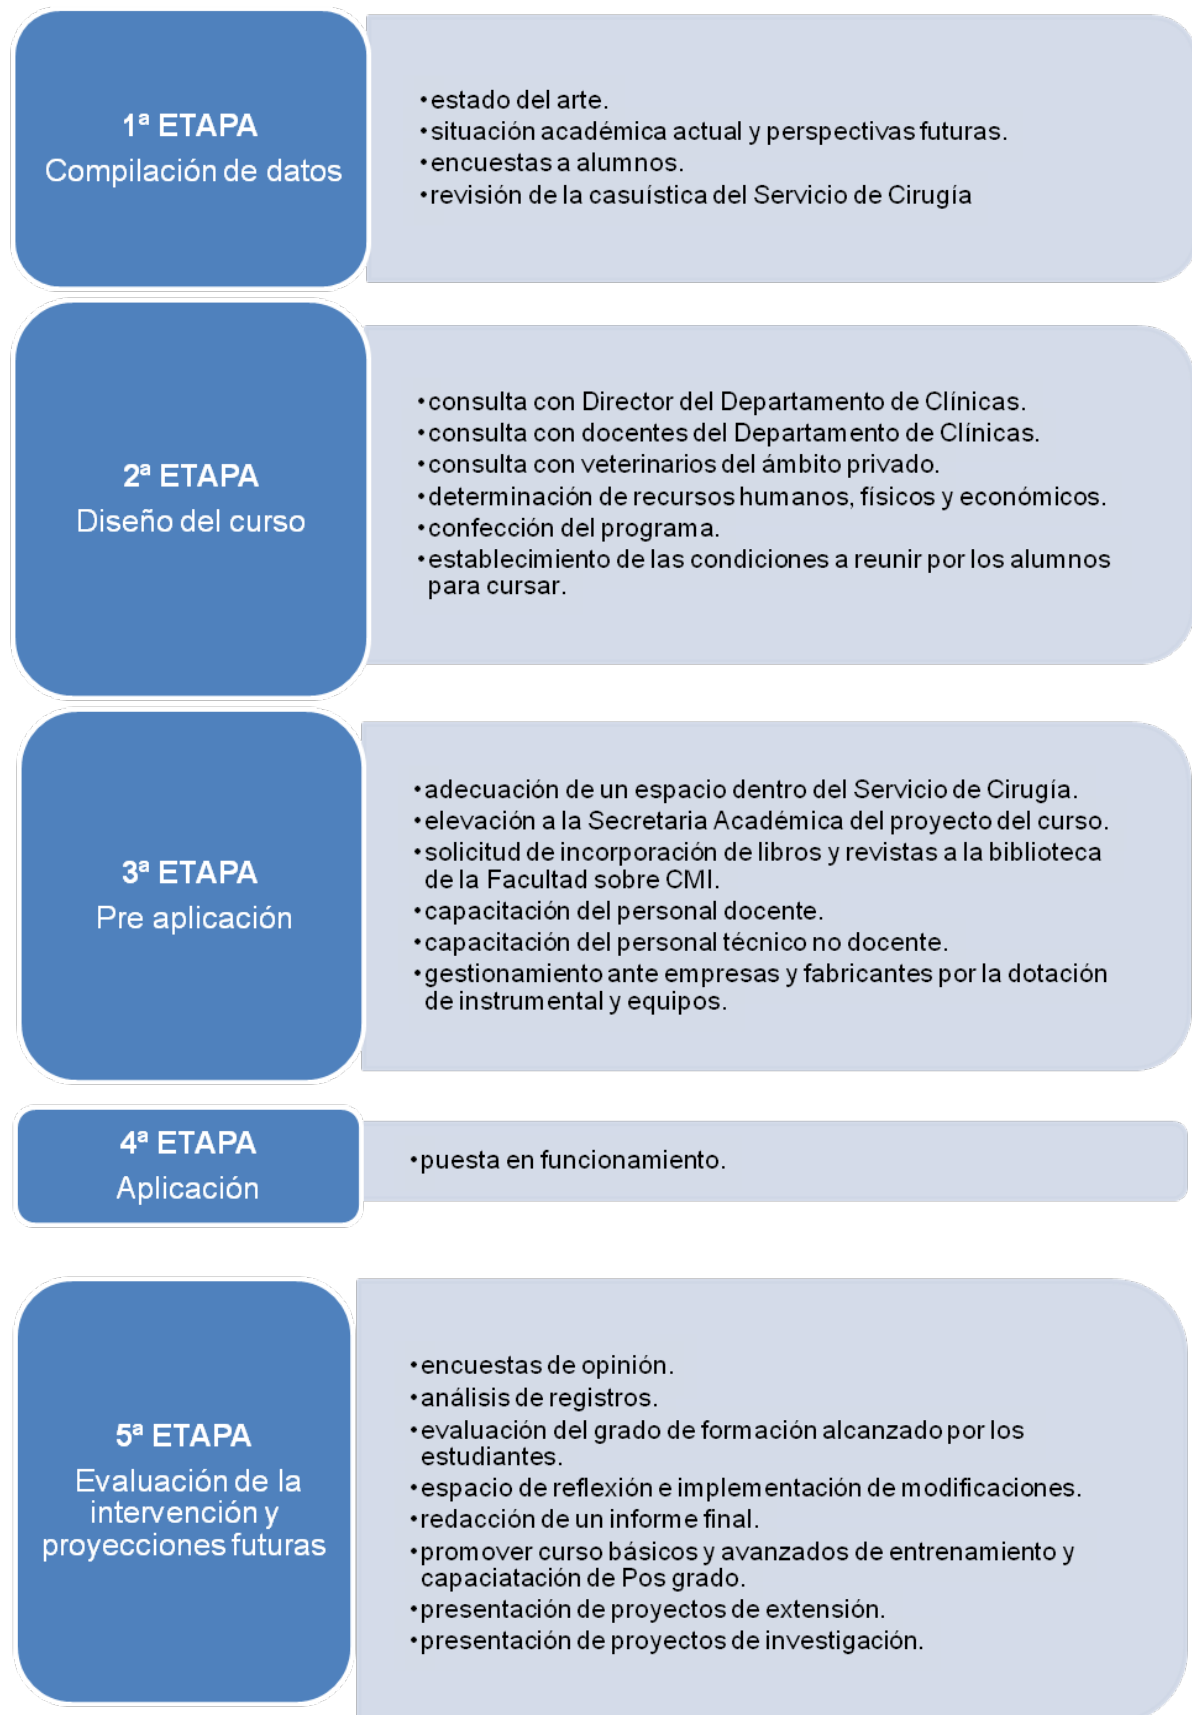 1ª ETAPA
Compilación de datos
•estado del arte.
•situación académica actual y perspectivas futuras.
•encuestas a alumnos.
•revisión de la casuística del Servicio de Cirugía
2ª ETAPA
Diseño del curso
•consulta con Director del Departamento de Clínicas.
•consulta con docentes del Departamento de Clínicas.
•consulta con veterinarios del ámbito privado.
•determinación de recursos humanos, físicos y económicos.
•confección del programa.
•establecimiento de las condiciones a reunir por los alumnos
para cursar.
3ª ETAPA
Pre aplicación
•adecuación de un espacio dentro del Servicio de Cirugía.
•elevación a la Secretaria Académica del proyecto del curso.
•solicitud de incorporación de libros y revistas a la biblioteca
de la Facultad sobre CMI.
•capacitación del personal docente.
•capacitación del personal técnico no docente.
•gestionamiento ante empresas y fabricantes por la dotación
de instrumental y equipos.
4ª ETAPA
Aplicación
•puesta en funcionamiento.
5ª ETAPA
Evaluación de la
intervención y
proyecciones futuras
•encuestas de opinión.
•análisis de registros.
•evaluación del grado de formación alcanzado por los
estudiantes.
•espacio de reflexión e implementación de modificaciones.
•redacción de un informe final.
•promover curso básicos y avanzados de entrenamiento y
capaciatación de Pos grado.
•presentación de proyectos de extensión.
•presentación de proyectos de investigación.